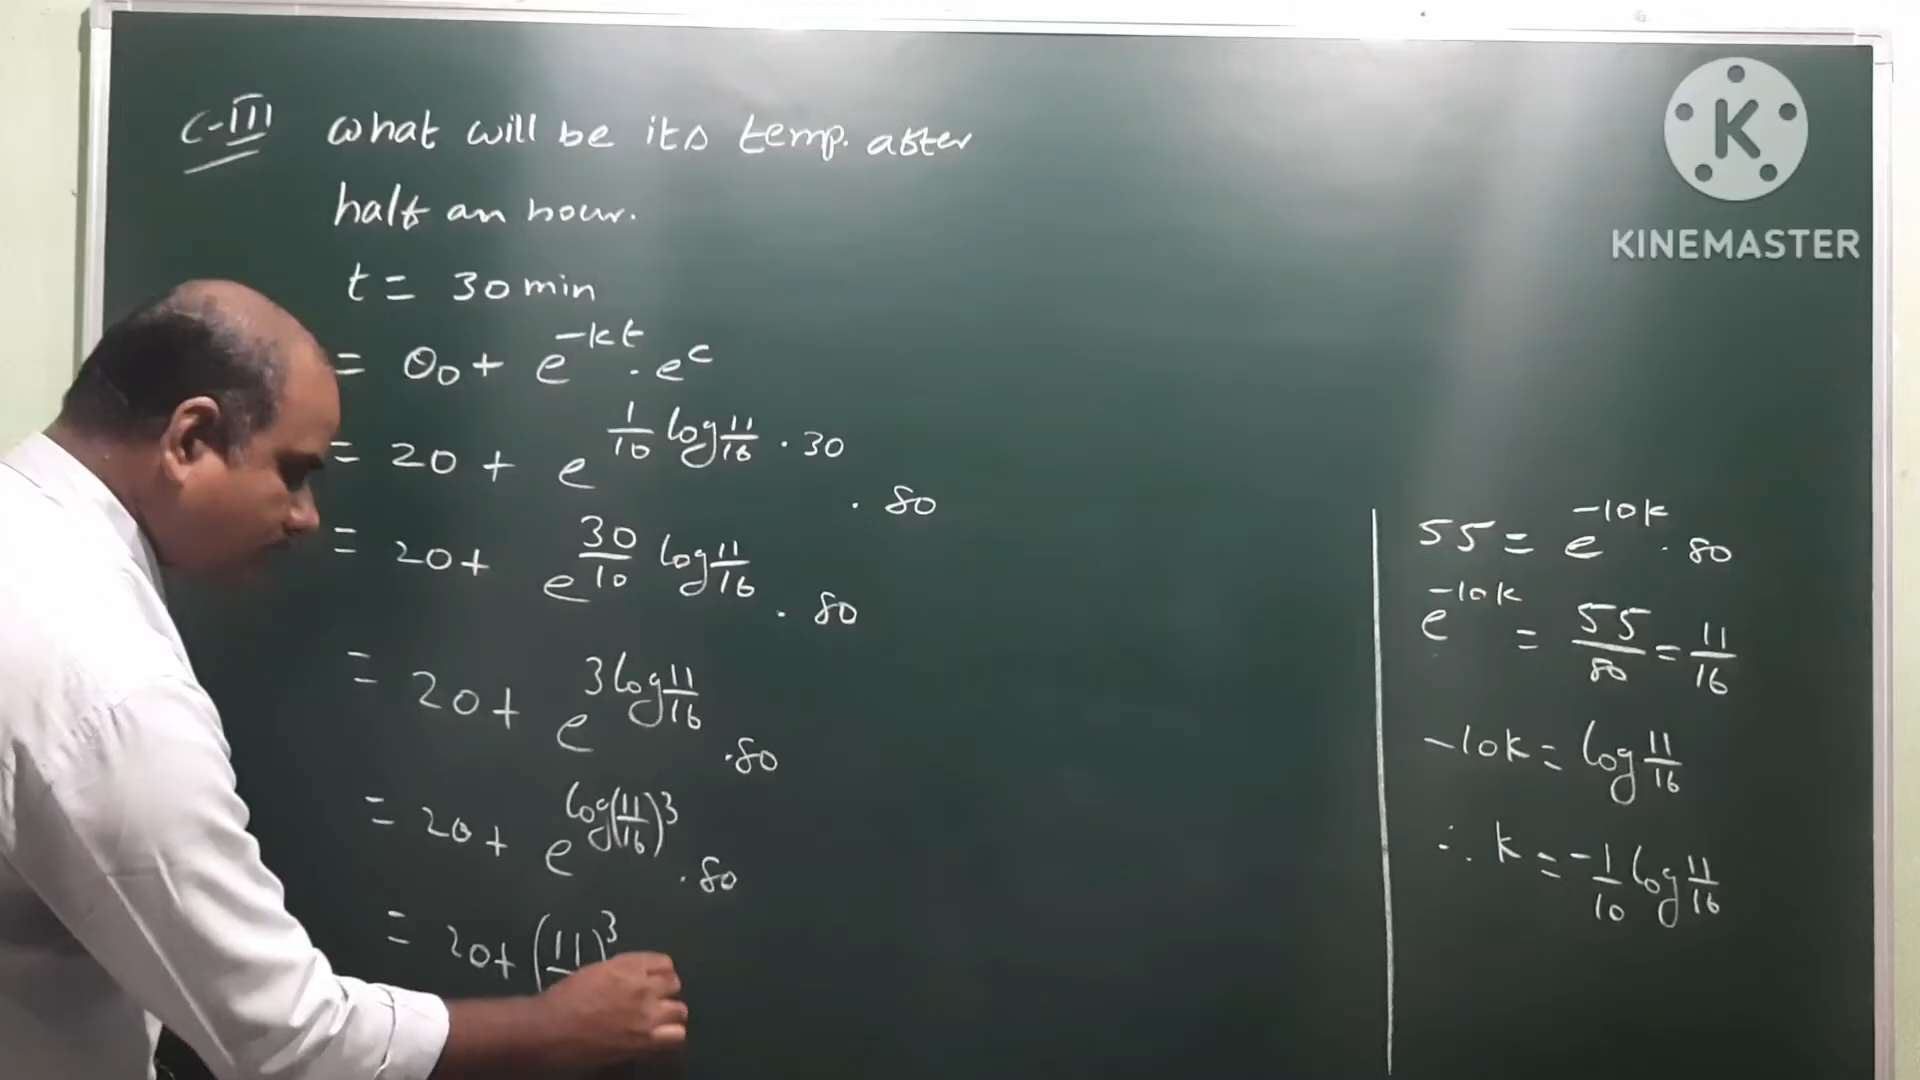 C-III what will be its temp. after
half an hour.
t = 30 min
= θ₀ + e^{-kt} · e^c
= 20 + e^{1/10 log 11/16 · 30} · 80
= 20 + e^{30/10 log 11/16} · 80
= 20 + e^{3 log 11/16} · 80
= 20 + e^{log (11/16)^3} · 80
= 20 + (11
)^3
55 = e^{-10k} · 80
e^{-10k} = 55/80 = 11/16
-10k = log 11/16
∴ k = -1/10 log 11/16
K
KINEMASTER